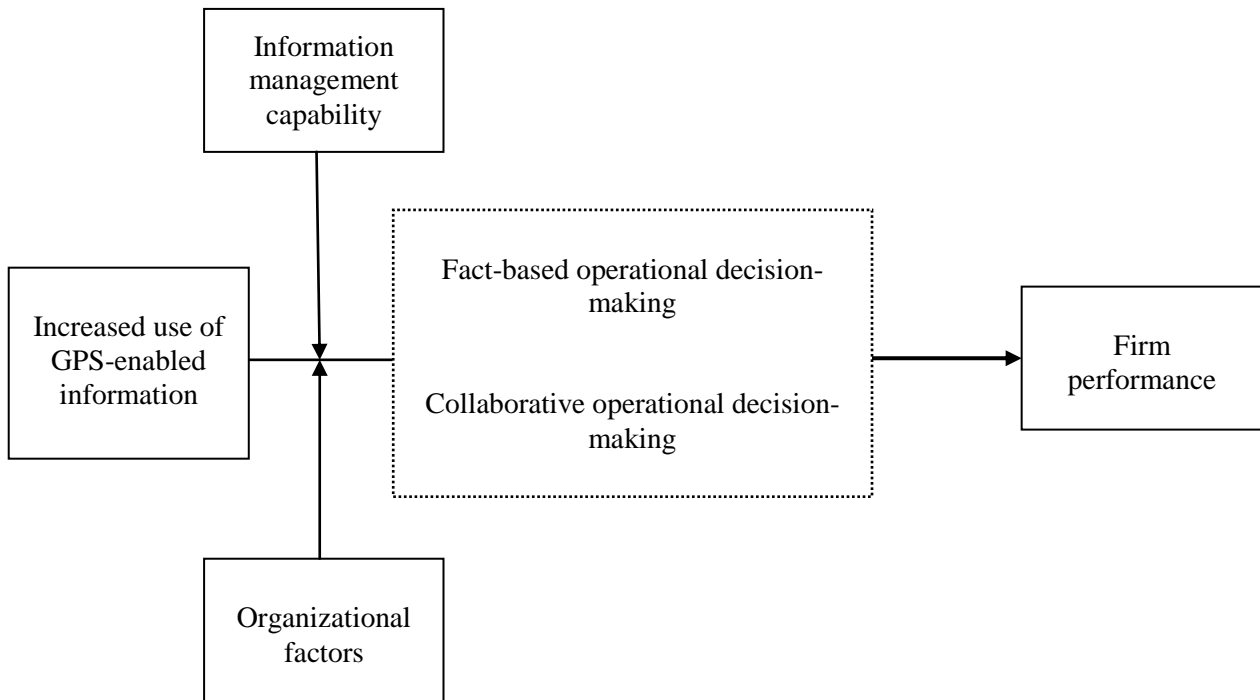 Information
management
capability
Increased use of
GPS-enabled
information
Fact-based operational decision-
making
Collaborative operational decision-
making
Firm
performance
Organizational
factors